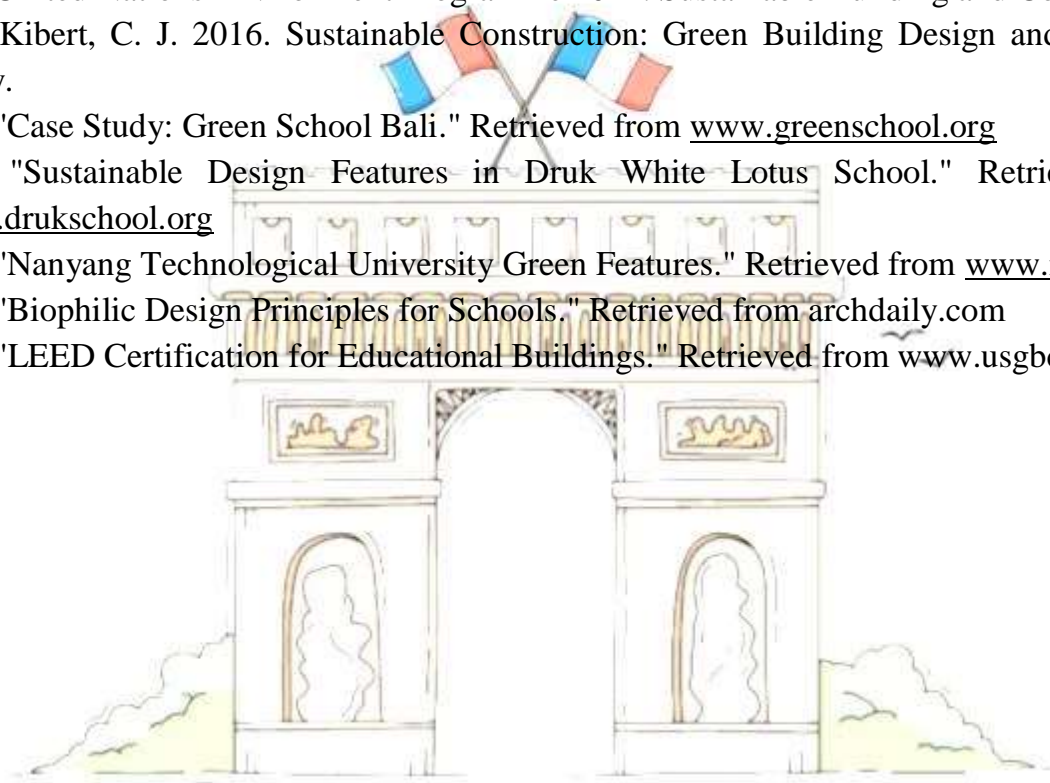 Kibert, C. J. 2016. Sustainable Construction: Green Building Design and
y.
"Case Study: Green School Bali." Retrieved from www.greenschool.org
"Sustainable Design Features in Druk White Lotus School."
.drukschool.org
"Nanyang Technological University Green Features." Retrieved from www.
"Biophilic Design Principles for Schools." Retrieved from archdaily.com
"LEED Certification for Educational Buildings." Retrieved from www.usgb